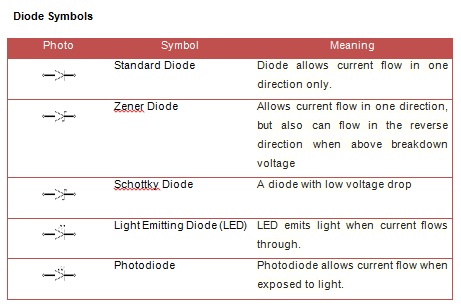 Diode Symbols
Photo Symbol Meaning
Standard Diode
Diode allows current flow in one
direction only.
Zener Diode
Allows current flow in one direction,
but also can flow in the reverse
direction when above breakdown
voltage
Schottky Diode
A diode with low voltage drop
Light Emitting Diode (LED)
LED emits light when current flows
through.
Photodiode
Photodiode allows current flow when
exposed to light.